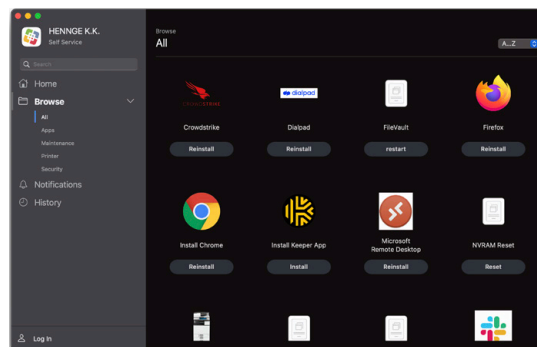 HENNGE K.K.
Self Service
Search
Home
Browse
All
Apps
Maintenance
Printer
Security
Notifications
History
Log In
Browse
All
A...Z
dialpad
Crowdstrike
Dialpad
FileVault
Firefox
Reinstall
Reinstall
restart
Reinstall
Install Chrome
Install Keeper App
Microsoft
Remote Desktop
NVRAM Reset
Reinstall
Install
Reinstall
Reset